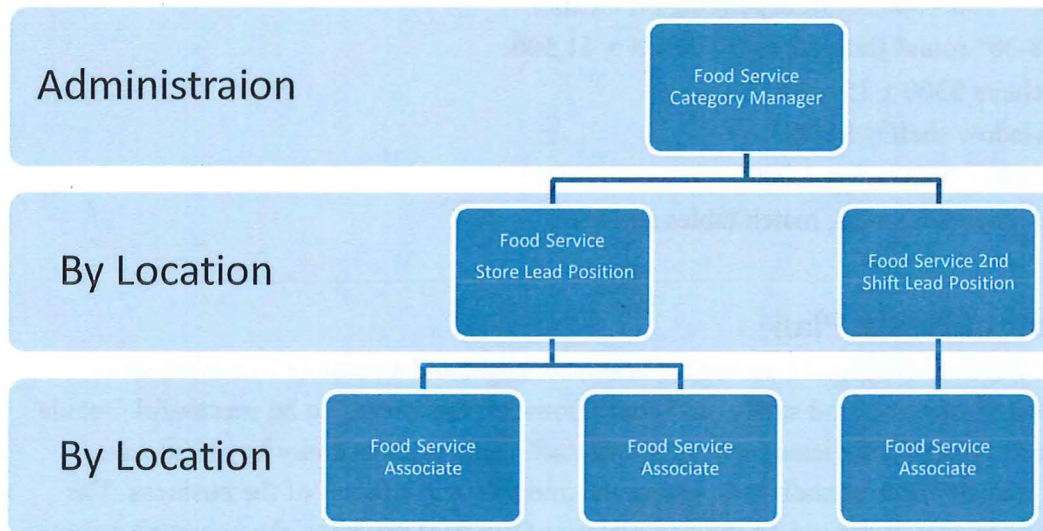 Administraion
Food Service
Category Manager
By Location
Food Service
Store Lead Position
Food Service 2nd
Shift Lead Position
By Location
Food Service
Associate
Food Service
Associate
Food Service
Associate